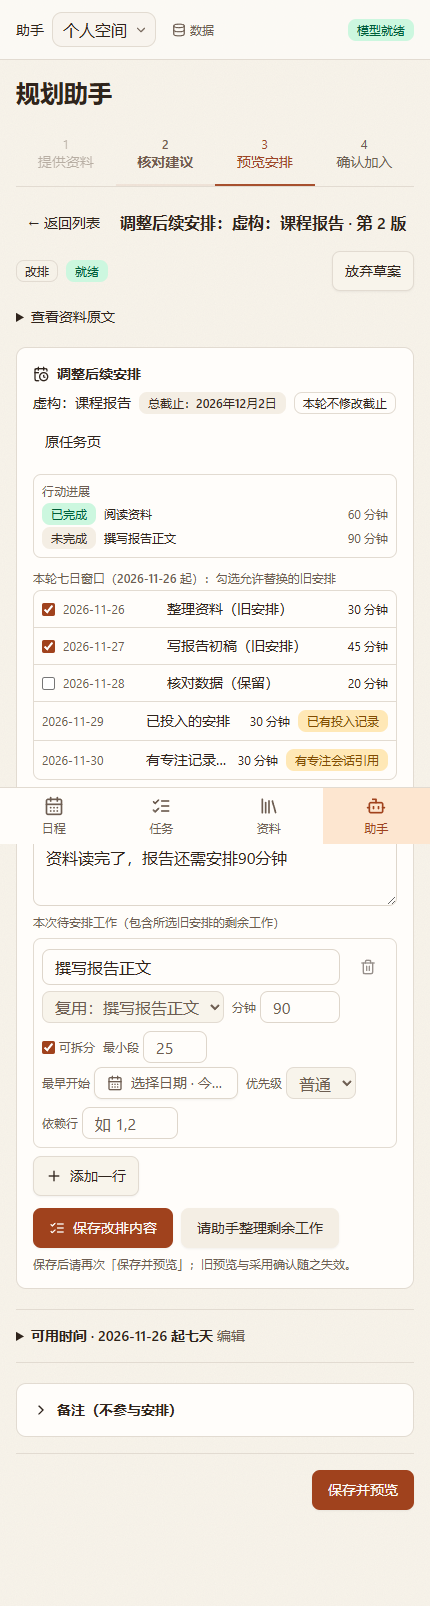 助手 个人空间 数据 模型就绪
规划助手
1 2 3 4
提供资料 核对建议 预览安排 确认加入
← 返回列表 调整后续安排：虚构：课程报告 · 第 2 版
改排 就绪 放弃草案
▶ 查看资料原文
调整后续安排
虚构：课程报告 总截止：2026年12月2日 本轮不修改截止
原任务页
行动进展
已完成 阅读资料 60 分钟
未完成 撰写报告正文 90 分钟
本轮七日窗口（2026-11-26 起）：勾选允许替换的旧安排
2026-11-26 整理资料（旧安排） 30 分钟
2026-11-27 写报告初稿（旧安排） 45 分钟
2026-11-28 核对数据（保留） 20 分钟
2026-11-29 已投入的安排 30 分钟 已有投入记录
2026-11-30 有专注记录... 30 分钟 有专注会话引用
日程 任务 资料 助手
资料读完了，报告还需安排90分钟
本次待安排工作（包含所选旧安排的剩余工作）
撰写报告正文
复用：撰写报告正文 分钟 90
可拆分 最小段 25
最早开始 选择日期 · 今... 优先级 普通
依赖行 如 1,2
添加一行
保存改排内容 请助手整理剩余工作
保存后请再次「保存并预览」；旧预览与采用确认随之失效。
▶ 可用时间 · 2026-11-26 起七天 编辑
备注（不参与安排）
保存并预览